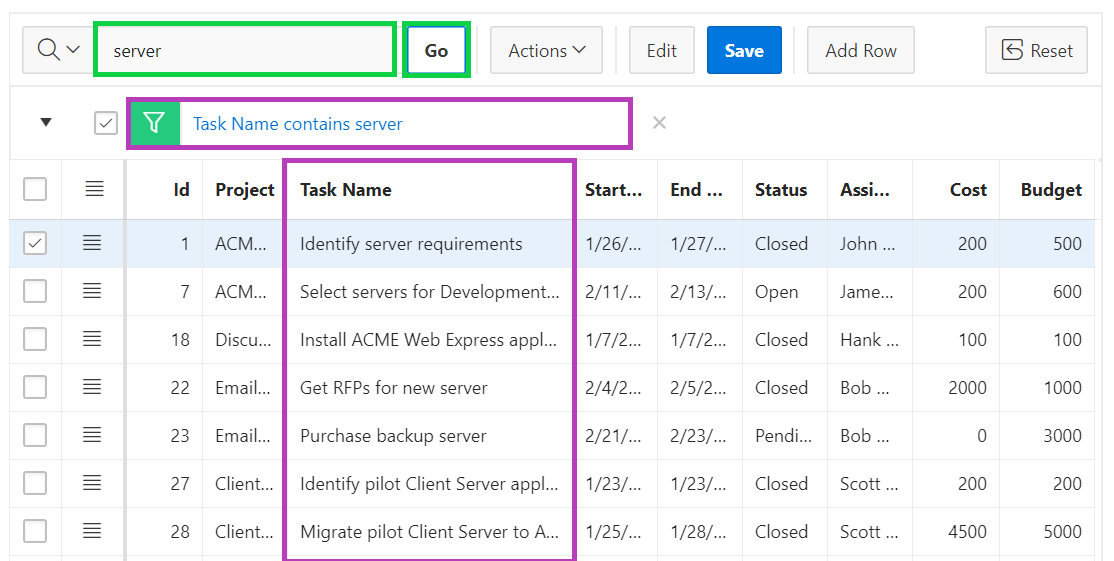 server Go Actions Edit Save Add Row Reset
Task Name contains server
Id Project Task Name Start... End ... Status Assi... Cost Budget
1 ACM... Identify server requirements 1/26/... 1/27/... Closed John ... 200 500
7 ACM... Select servers for Development... 2/11/... 2/13/... Open Jame... 200 600
18 Discu... Install ACME Web Express appl... 1/7/2... 1/7/2... Closed Hank ... 100 100
22 Email... Get RFPs for new server 2/4/2... 2/5/2... Closed Bob ... 2000 1000
23 Email... Purchase backup server 2/21/... 2/23/... Pendi... Bob ... 0 3000
27 Client... Identify pilot Client Server appl... 1/23/... 1/23/... Closed Scott ... 200 200
28 Client... Migrate pilot Client Server to A... 1/25/... 1/28/... Closed Scott ... 4500 5000